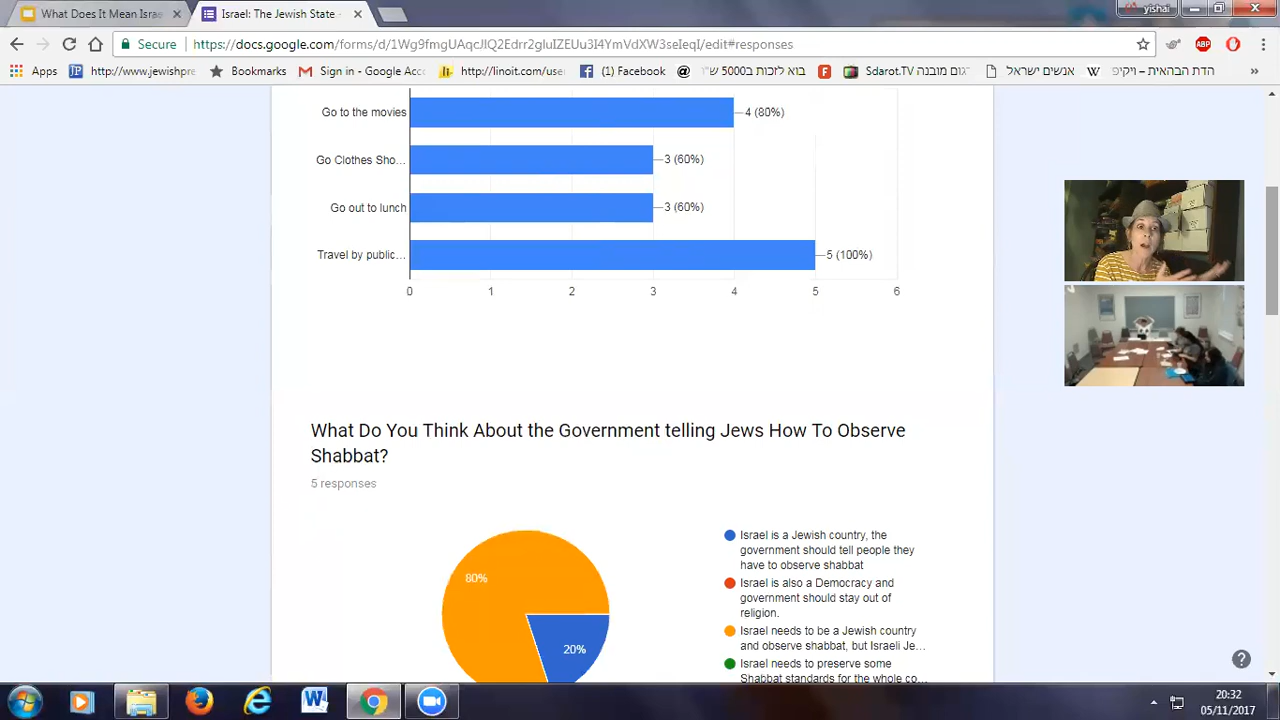 What Does It Mean Israe
Israel: The Jewish State
yishai
Secure
https://docs.google.com/forms/d/1Wg9fmgUAqcJIQ2Edrr2gIuIZEUu3I4YmVdXW3seIeqI/edit#responses
ABP
Apps
http://www.jewishpre
Bookmarks
Sign in - Google Acc
http://linoit.com/use
Facebook
בוא לזכות ב5000 ש"ו
Sdarot.TV תרגום מובנה
אנשים ישראל
הדת הבהאית – ויקיפ
Go to the movies
4 (80%)
Go Clothes Sho...
3 (60%)
Go out to lunch
3 (60%)
Travel by public...
5 (100%)
0 1 2 3 4 5 6
What Do You Think About the Government telling Jews How To Observe
Shabbat?
5 responses
80%
20%
Israel is a Jewish country, the
government should tell people they
have to observe shabbat
Israel is also a Democracy and
government should stay out of
religion.
Israel needs to be a Jewish country
and observe shabbat, but Israeli Je...
Israel needs to preserve some
Shabbat standards for the whole co...
20:32
05/11/2017